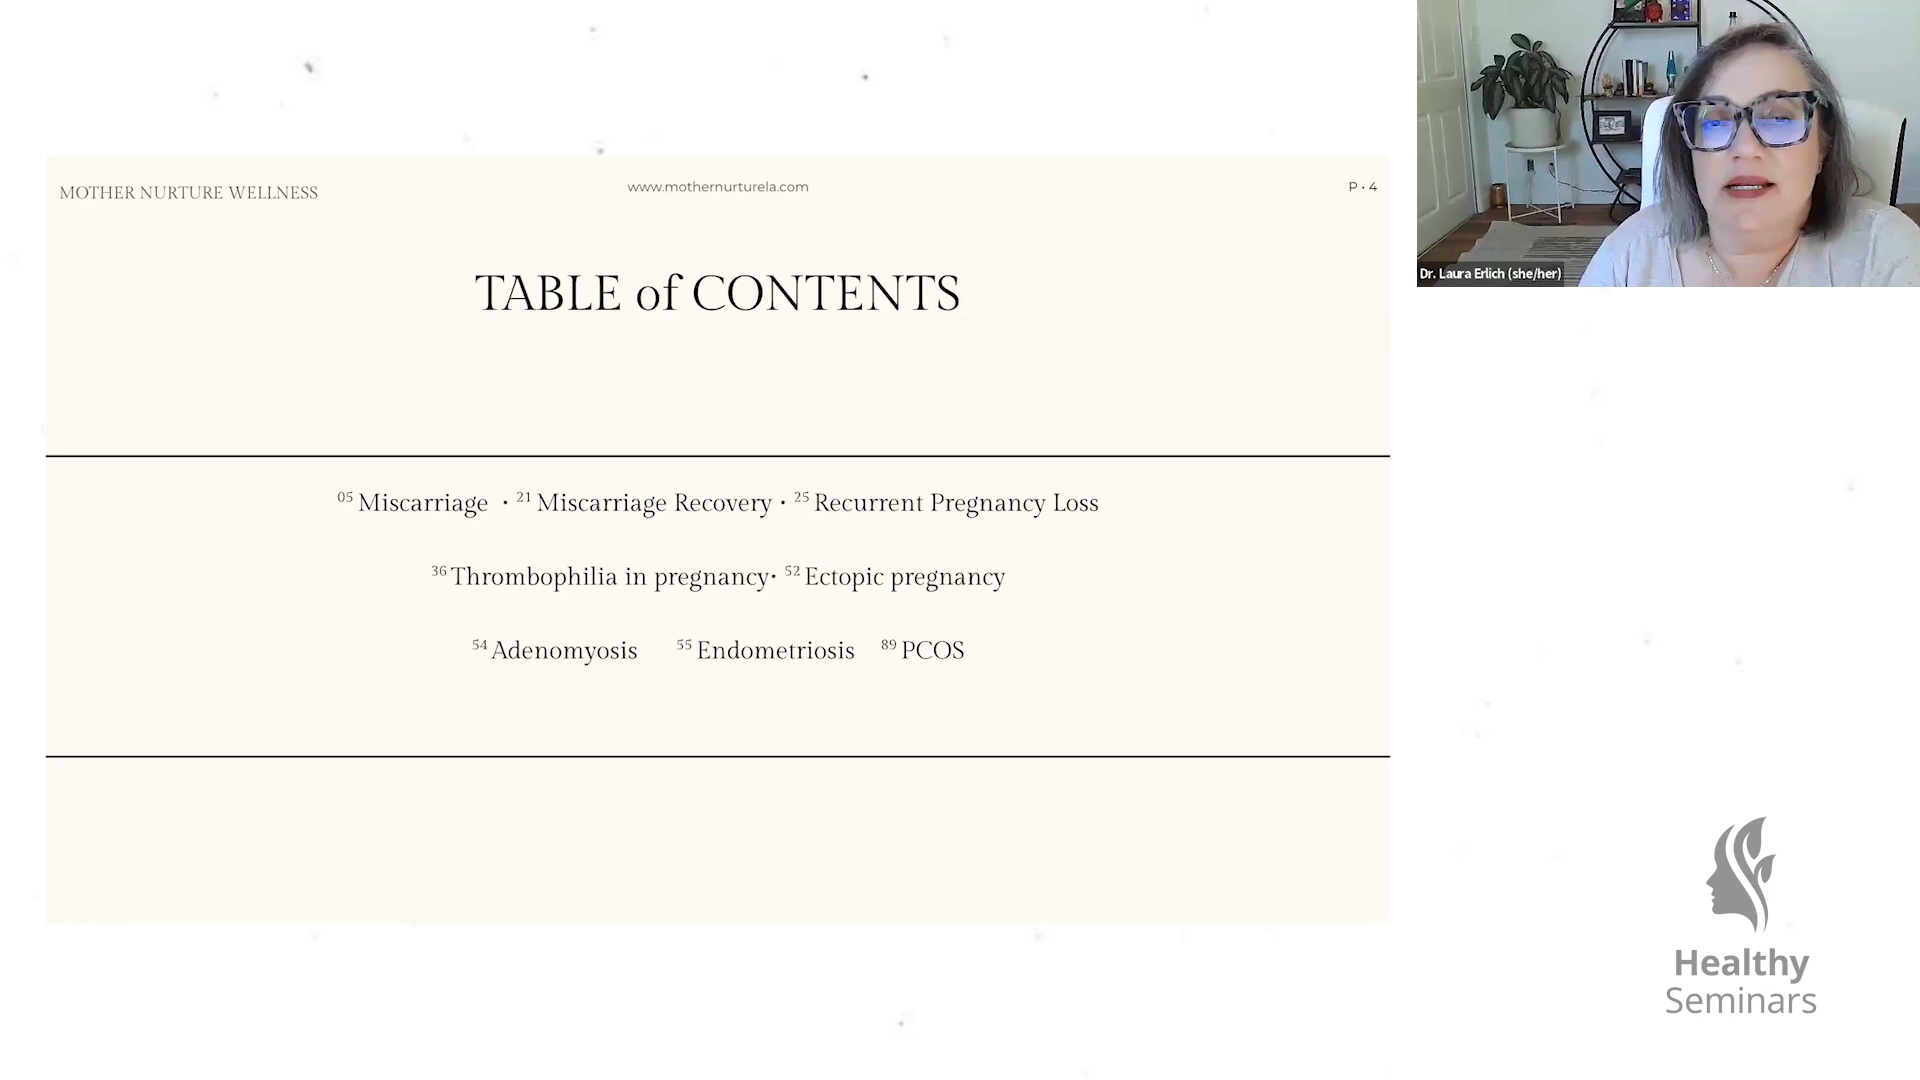 MOTHER NURTURE WELLNESS
www.mothernurturela.com
P • 4
TABLE of CONTENTS
05 Miscarriage • 21 Miscarriage Recovery • 25 Recurrent Pregnancy Loss
36 Thrombophilia in pregnancy• 52 Ectopic pregnancy
54 Adenomyosis 55 Endometriosis 89 PCOS
Dr. Laura Erlich (she/her)
Healthy
Seminars